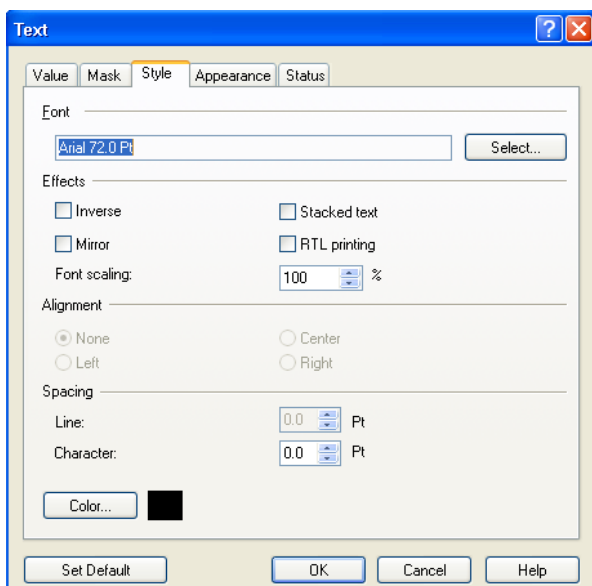 Text
Value Mask Style Appearance Status
Font
Arial 72.0 Pt Select...
Effects
Inverse Stacked text
Mirror RTL printing
Font scaling: 100 %
Alignment
None Center
Left Right
Spacing
Line: 0.0 Pt
Character: 0.0 Pt
Color...
Set Default OK Cancel Help